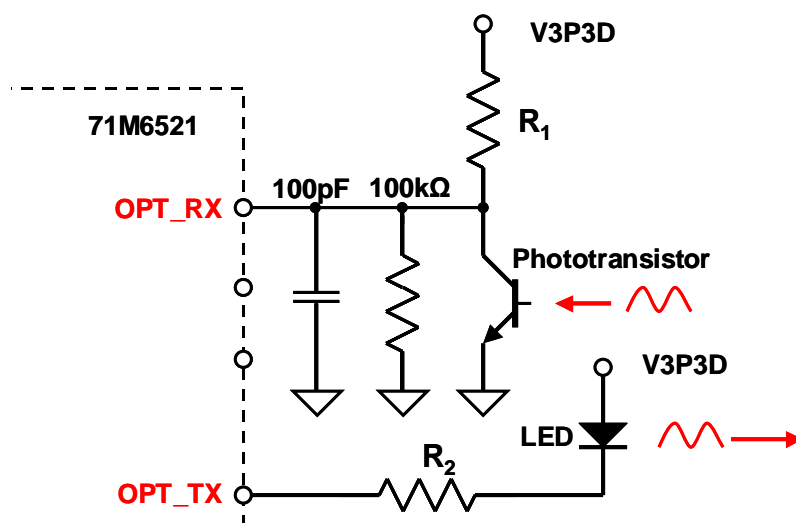 V3P3D
71M6521
R1
100pF
100kΩ
OPT_RX
Phototransistor
V3P3D
LED
R2
OPT_TX